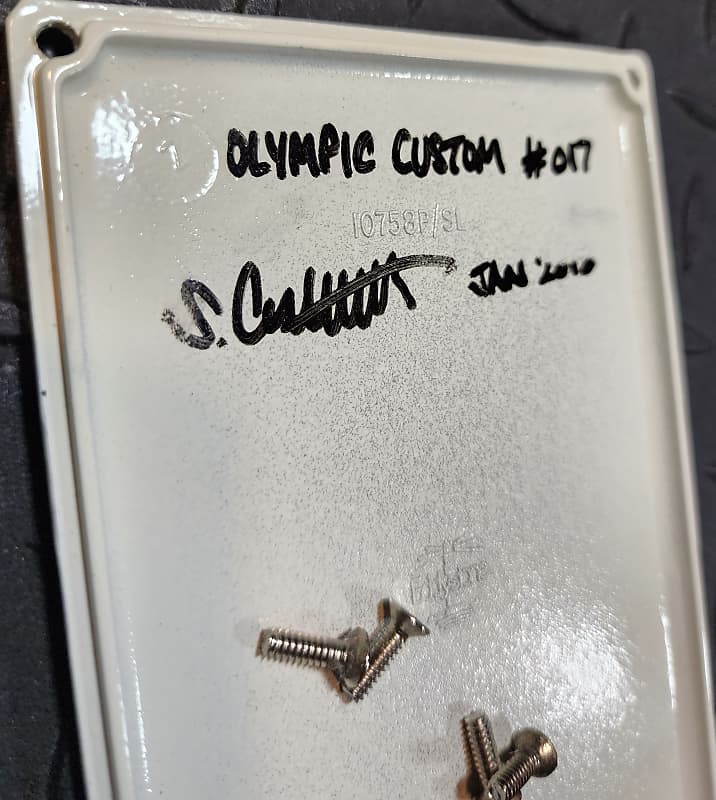 OLYMPIC CUSTOM #017
10758P/SL
S.
JAN '2010